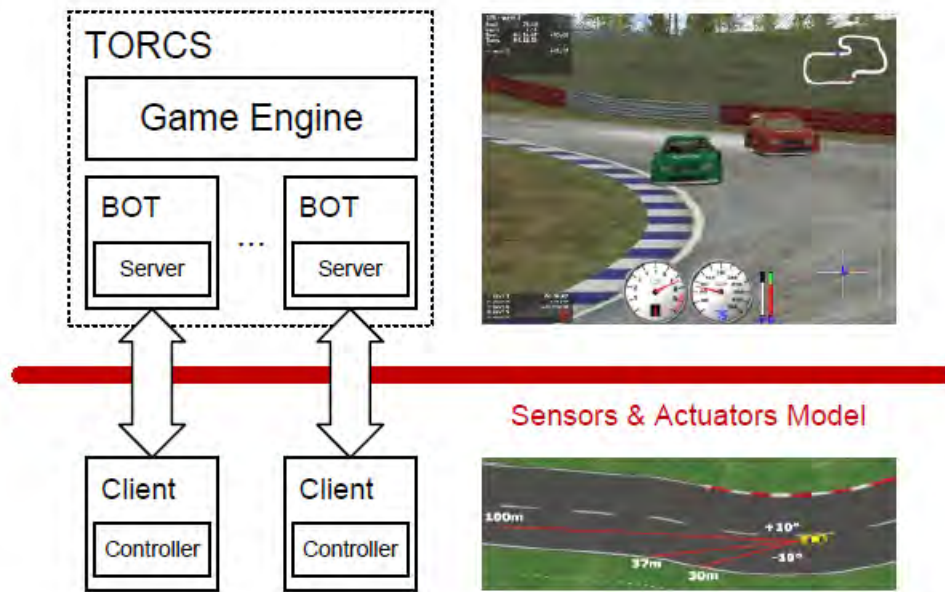 TORCS
Game Engine
BOT
Server
...
BOT
Server
Sensors & Actuators Model
Client
Controller
Client
Controller
100m
+10°
-10°
37m
30m